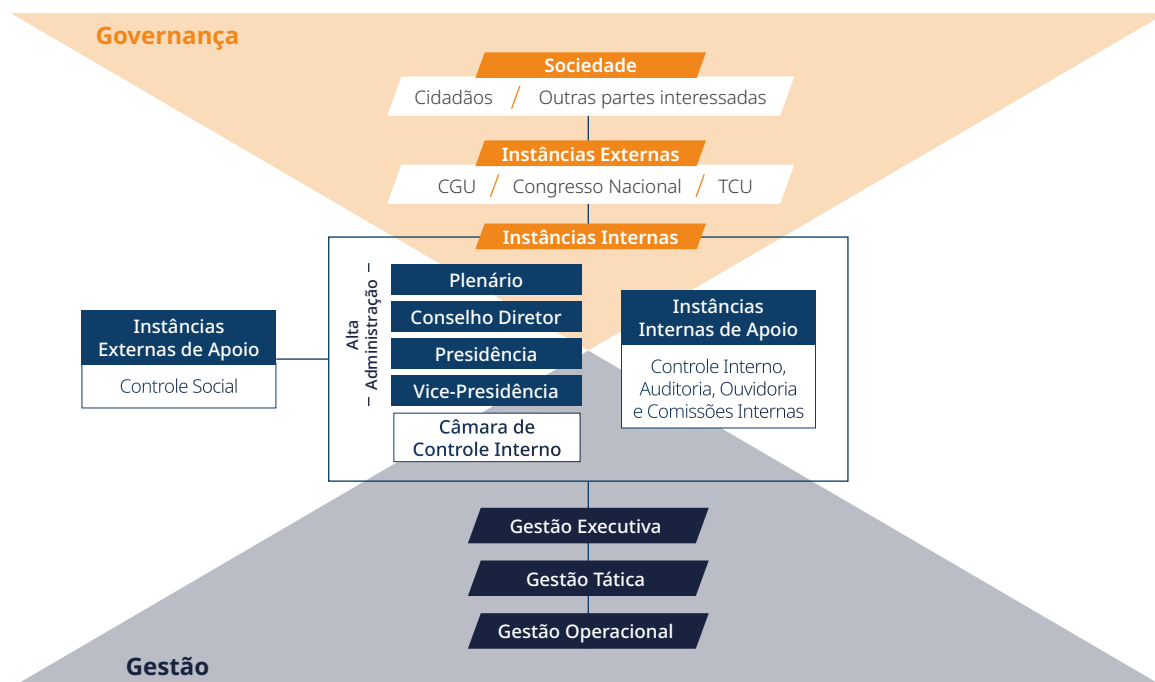 Governança
Sociedade
Cidadãos / Outras partes interessadas
Instâncias Externas
CGU / Congresso Nacional / TCU
Instâncias Internas
Alta
Administração
Plenário
Conselho Diretor
Presidência
Vice-Presidência
Câmara de
Controle Interno
Instâncias
Internas de Apoio
Controle Interno,
Auditoria, Ouvidoria
e Comissões Internas
Instâncias
Externas de Apoio
Controle Social
Gestão Executiva
Gestão Tática
Gestão Operacional
Gestão